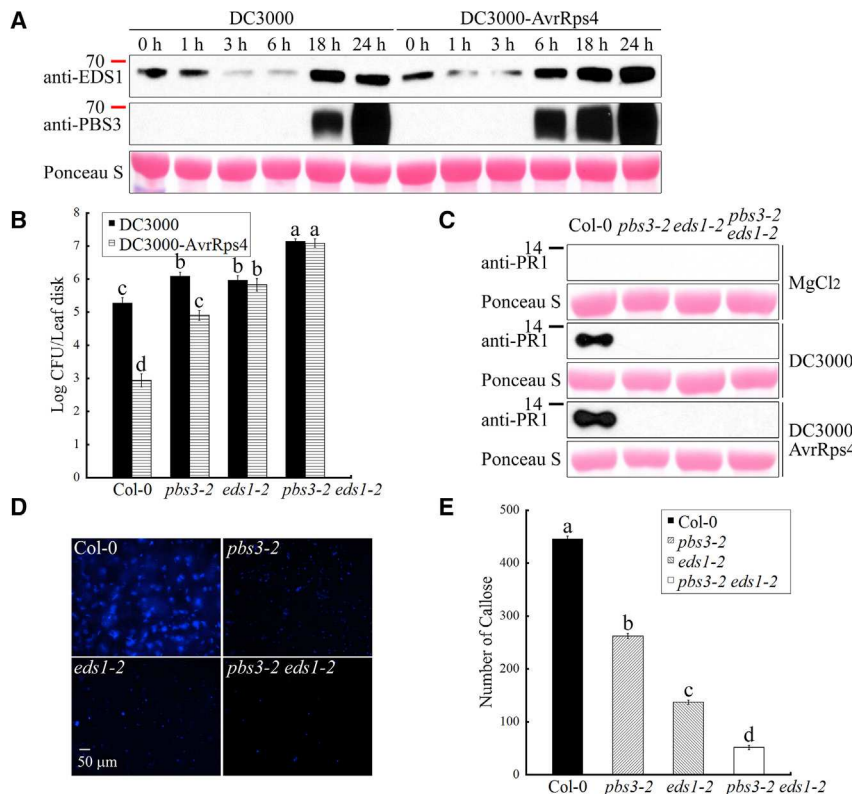 A
DC3000 DC3000-AvrRps4
0 h 1 h 3 h 6 h 18 h 24 h 0 h 1 h 3 h 6 h 18 h 24 h
70
anti-EDS1
70
anti-PBS3
Ponceau S
B
DC3000
DC3000-AvrRps4
Log CFU/Leaf disk
8
7
6
5
4
3
2
1
0
c
d
b
c
b
b
a
a
Col-0 pbs3-2 eds1-2 pbs3-2 eds1-2
C
Col-0 pbs3-2 eds1-2 pbs3-2
eds1-2
14
anti-PR1
Ponceau S
MgCl2
14
anti-PR1
Ponceau S
DC3000
14
anti-PR1
Ponceau S
DC3000
AvrRps4
D
Col-0
pbs3-2
eds1-2
pbs3-2 eds1-2
50 μm
E
Col-0
pbs3-2
eds1-2
pbs3-2 eds1-2
Number of Callose
500
400
300
200
100
0
a
b
c
d
Col-0 pbs3-2 eds1-2 pbs3-2 eds1-2